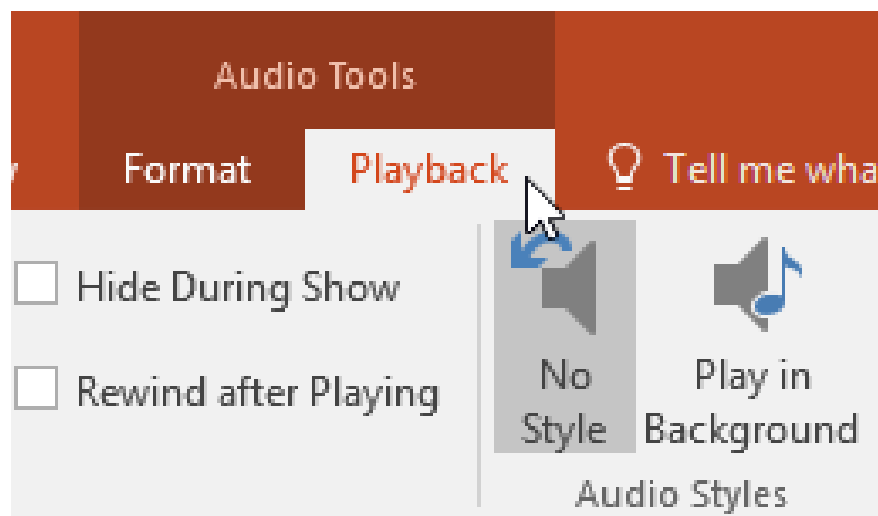 Audio Tools
Format Playback Tell me wha
Hide During Show
Rewind after Playing
No
Style
Play in
Background
Audio Styles